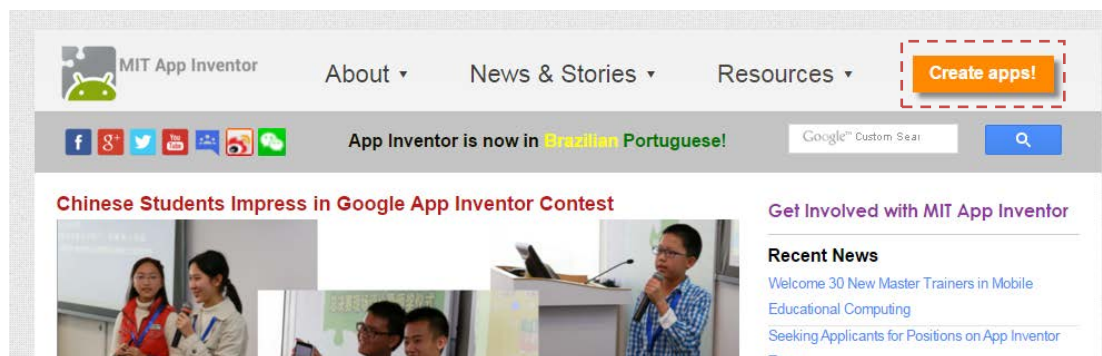 MIT App Inventor
About ▾ News & Stories ▾ Resources ▾ Create apps!
f g+ You Tube App Inventor is now in Brazilian Portuguese! Google™ Custom Sear
Chinese Students Impress in Google App Inventor Contest
Get Involved with MIT App Inventor
Recent News
Welcome 30 New Master Trainers in Mobile
Educational Computing
Seeking Applicants for Positions on App Inventor